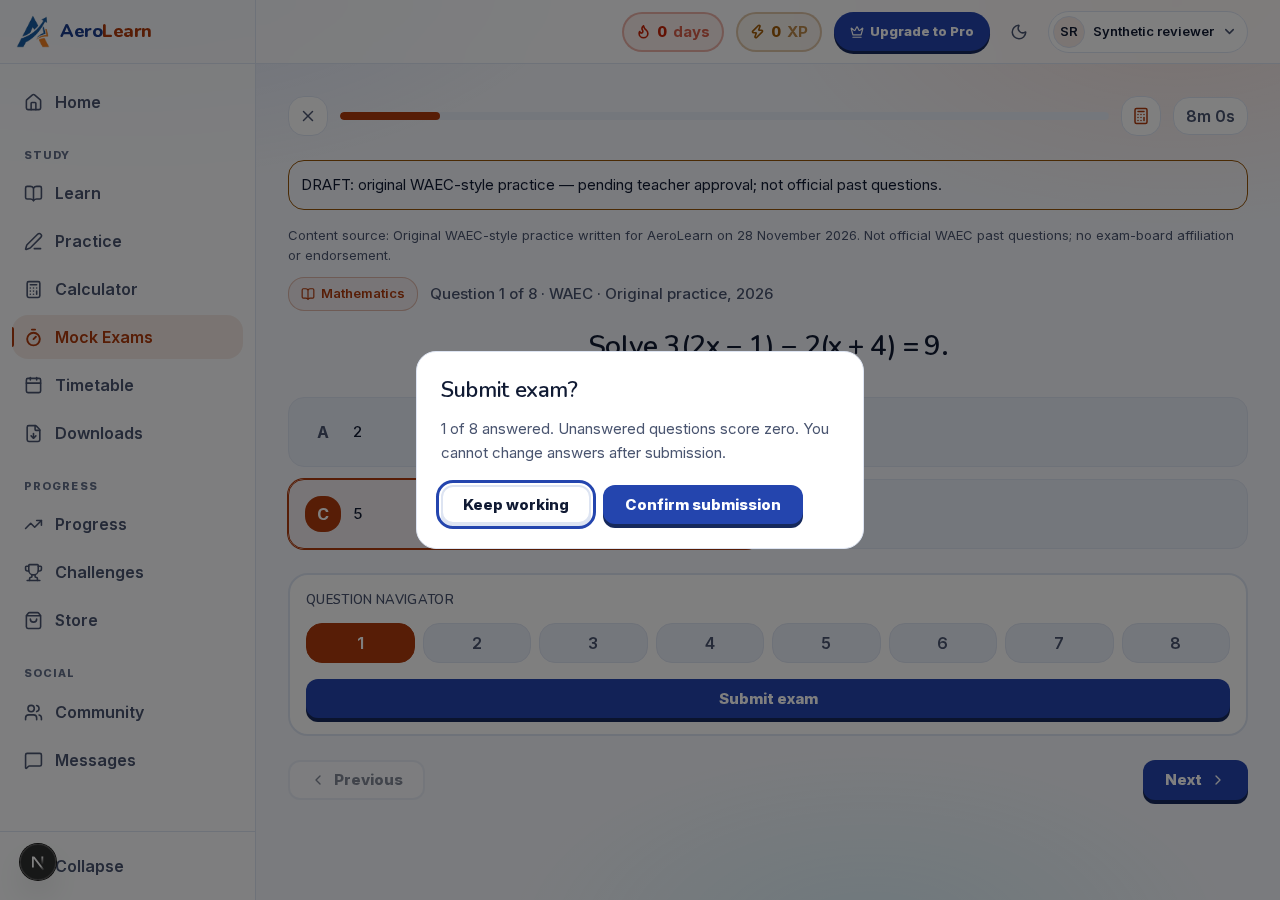 AeroLearn
0 days
0 XP
Upgrade to Pro
SR Synthetic reviewer
Home
STUDY
Learn
Practice
Calculator
Mock Exams
Timetable
Downloads
PROGRESS
Progress
Challenges
Store
SOCIAL
Community
Messages
N
Collapse
8m 0s
DRAFT: original WAEC-style practice — pending teacher approval; not official past questions.
Content source: Original WAEC-style practice written for AeroLearn on 28 November 2026. Not official WAEC past questions; no exam-board affiliation
or endorsement.
Mathematics
Question 1 of 8 · WAEC · Original practice, 2026
Solve 3(2x − 1) − 2(x + 4) = 9.
A 2
C 5
Submit exam?
1 of 8 answered. Unanswered questions score zero. You
cannot change answers after submission.
Keep working
Confirm submission
QUESTION NAVIGATOR
1 2 3 4 5 6 7 8
Submit exam
Previous
Next